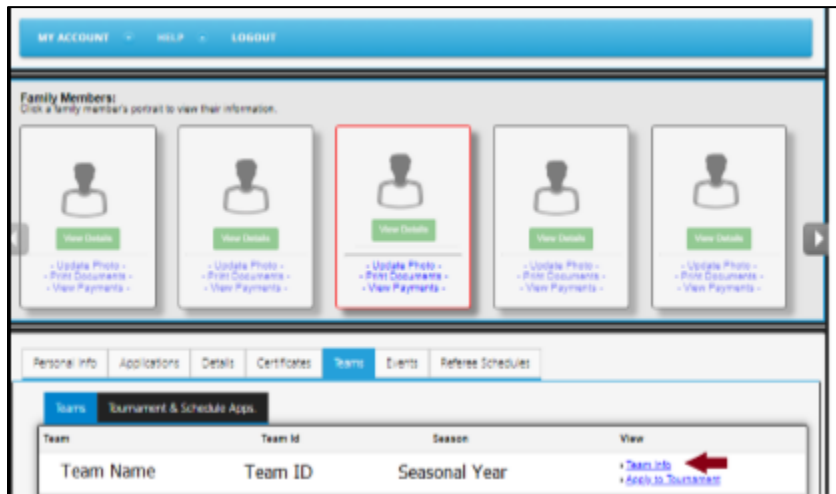 MY ACCOUNT HELP LOGOUT
Family Members:
Click a family member's portrait to view their information.
View Details View Details View Details View Details View Details
- Update Photo - - Update Photo - - Update Photo - - Update Photo - - Update Photo -
- Print Documents - - Print Documents - - Print Documents - - Print Documents - - Print Documents -
- View Payments - - View Payments - - View Payments - - View Payments - - View Payments -
Personal Info Applications Details Certificates Teams Events Referee Schedules
Teams Tournament & Schedule Apps.
Team Team Id Season View
Team Name Team ID Seasonal Year Team Info
Apply to Tournament